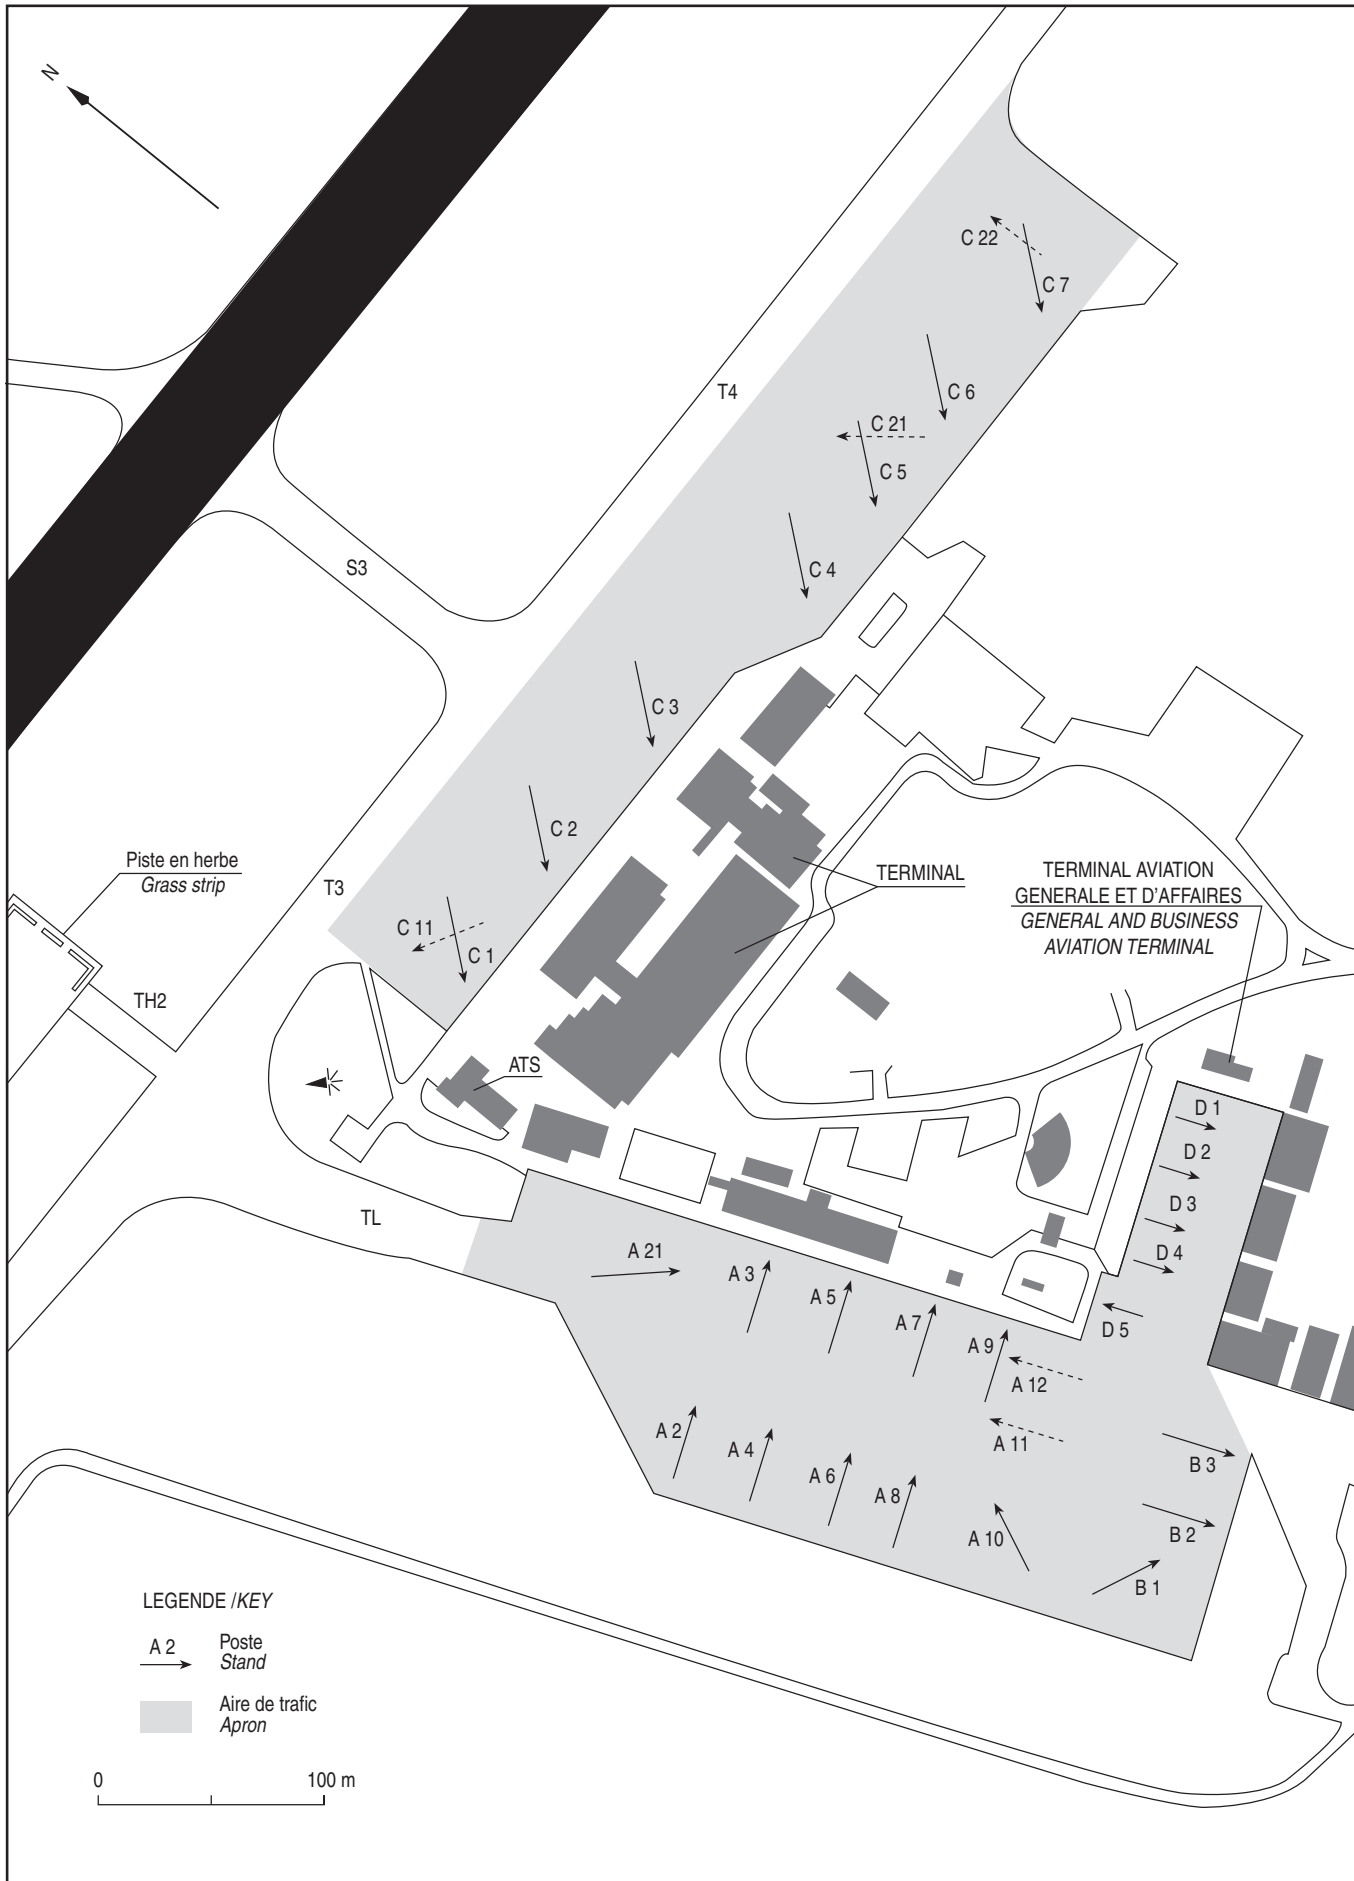 N
C 22
C 7
T4
C 6
C 21
C 5
S3
C 4
C 3
C 2
Piste en herbe
Grass strip
T3
TERMINAL
TERMINAL AVIATION
GENERALE ET D'AFFAIRES
GENERAL AND BUSINESS
AVIATION TERMINAL
C 11
C 1
TH2
ATS
D 1
D 2
D 3
TL
D 4
A 21
A 3
A 5
A 7
D 5
A 9
A 12
A 2
A 4
A 11
B 3
A 6
A 8
A 10
B 2
B 1
LEGENDE /KEY
A 2
Poste
Stand
Aire de trafic
Apron
0
100 m